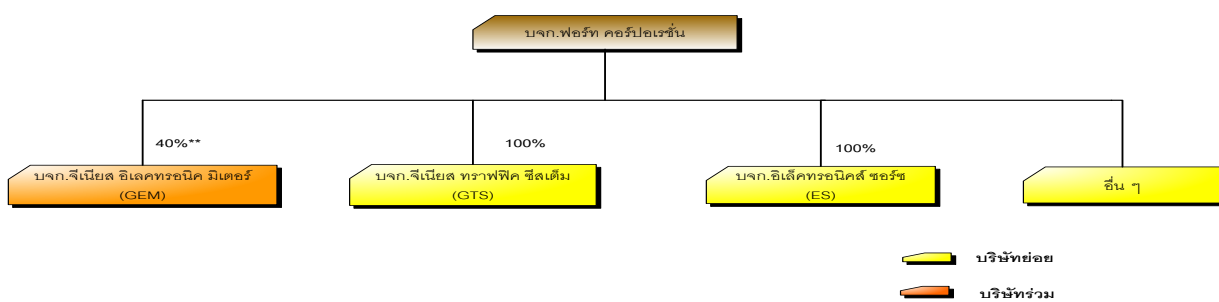 บจก.ฟอร์ท คอร์ปอเรชั่น
40%**
100%
100%
บจก.จีเนียส อิเลคทรอนิค มิเตอร์
(GEM)
บจก.จีเนียส ทราฟฟิค ซีสเต็ม
(GTS)
บจก.อิเล็คทรอนิคส์ ซอร์ซ
(ES)
อื่น ๆ
บริษัทย่อย
บริษัทร่วม